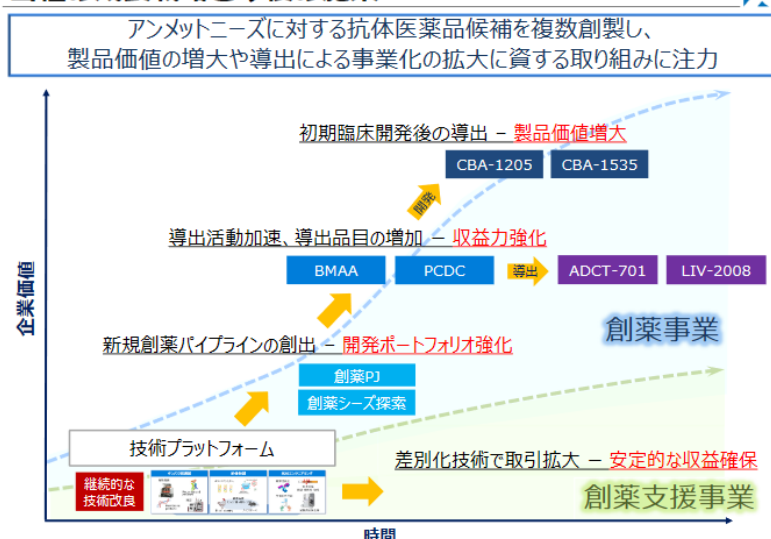 アンメットニーズに対する抗体医薬品候補を複数創製し、
製品価値の増大や導出による事業化の拡大に資する取り組みに注力
初期臨床開発後の導出 – 製品価値増大
CBA-1205
CBA-1535
開発
導出活動加速、導出品目の増加 – 収益力強化
BMAA
PCDC
導出
ADCT-701
LIV-2008
企業価値
創薬事業
新規創薬パイプラインの創出 – 開発ポートフォリオ強化
創薬PJ
創薬シーズ探索
技術プラットフォーム
継続的な
技術改良
差別化技術で取引拡大 – 安定的な収益確保
創薬支援事業
時間